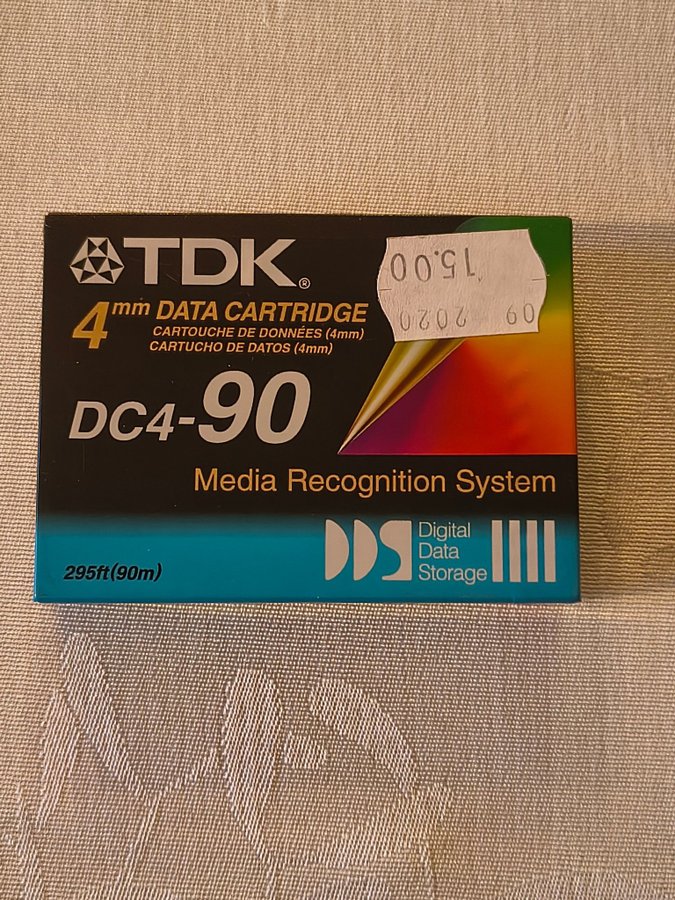 TDK®
4mm DATA CARTRIDGE
CARTOUCHE DE DONNÉES (4mm)
CARTUCHO DE DATOS (4mm)
DC4-90
Media Recognition System
295ft(90m)
DDS
Digital
Data
Storage
15.00
09 2020